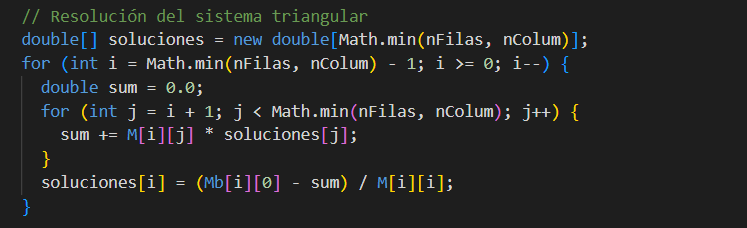 // Resolución del sistema triangular
double[] soluciones = new double[Math.min(nFilas, nColum)];
for (int i = Math.min(nFilas, nColum) - 1; i >= 0; i--) {
  double sum = 0.0;
  for (int j = i + 1; j < Math.min(nFilas, nColum); j++) {
    sum += M[i][j] * soluciones[j];
  }
  soluciones[i] = (Mb[i][0] - sum) / M[i][i];
}